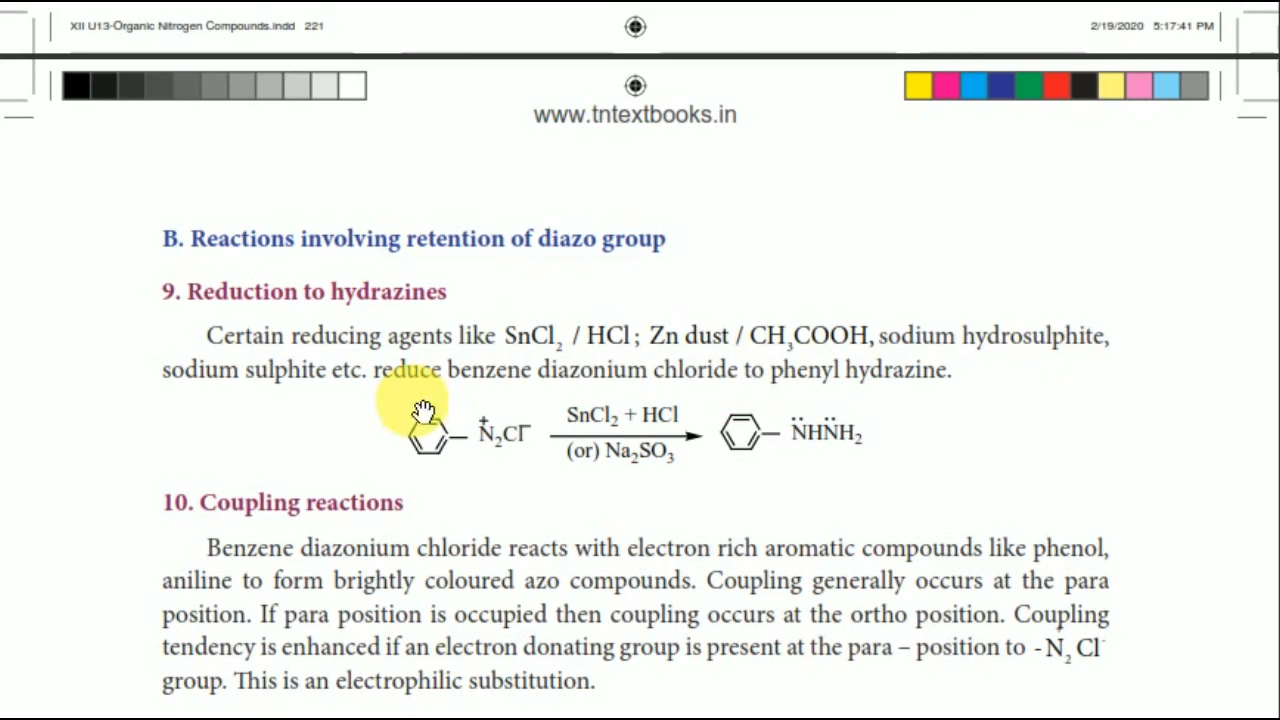 XII U13-Organic Nitrogen Compounds.indd 221
2/19/2020 5:17:41 PM
www.tntextbooks.in
B. Reactions involving retention of diazo group
9. Reduction to hydrazines
Certain reducing agents like SnCl₂ / HCl; Zn dust / CH₃COOH, sodium hydrosulphite,
sodium sulphite etc. reduce benzene diazonium chloride to phenyl hydrazine.
SnCl₂ + HCl
N⁺₂Cl⁻
N̈HN̈H₂
(or) Na₂SO₃
10. Coupling reactions
Benzene diazonium chloride reacts with electron rich aromatic compounds like phenol,
aniline to form brightly coloured azo compounds. Coupling generally occurs at the para
position. If para position is occupied then coupling occurs at the ortho position. Coupling
tendency is enhanced if an electron donating group is present at the para – position to -N⁺₂Cl⁻
group. This is an electrophilic substitution.